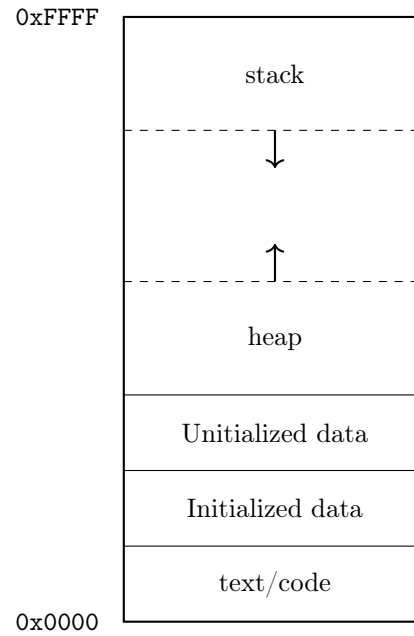 0xFFFF
stack
heap
Unitialized data
Initialized data
text/code
0x0000